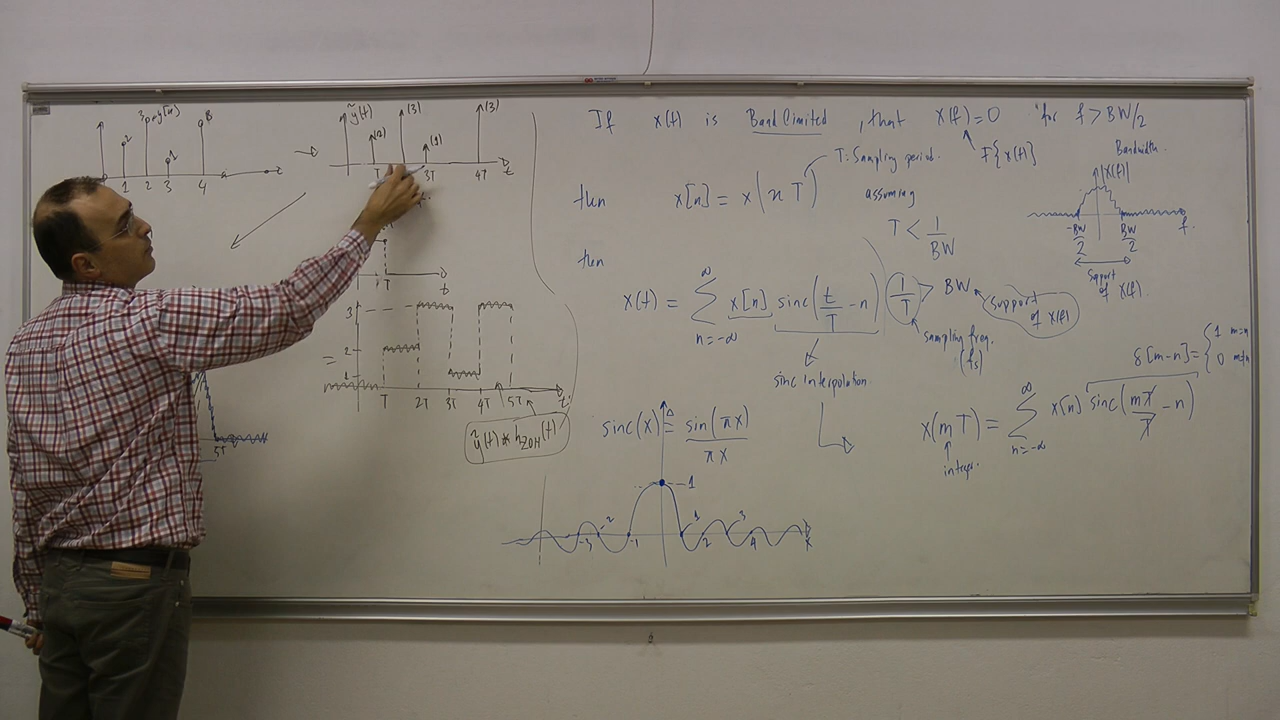 3 y[n]
2
1
3
1 2 3 4
ỹ(t)
(2)
(3)
(1)
(3)
T 3T 4T t
T t
3
2
1
T 2T 3T 4T 5T t
ỹ(t) * h_ZOH(t)
5T
If x(t) is Band Limited, that X(f)=0 for f > BW/2
T: Sampling period.
F{x(t)}
Bandwidth.
then x[n] = x(nT) assuming
T < 1/BW
|X(f)|
-BW/2 BW/2 f
Support of X(f).
then
x(t) = ∑_{n=-∞}^{∞} x[n] sinc(t/T - n)
1/T > BW
Support of X(f)
Sampling freq. (fs)
sinc interpolation
δ[m-n] = { 1 m=n
0 m≠n
x(mT) = ∑_{n=-∞}^{∞} x[n] sinc(mT/T - n)
integer.
sinc(x) ≜ sin(πx)/πx
1
-3 -2 -1 1 2 3 4 x